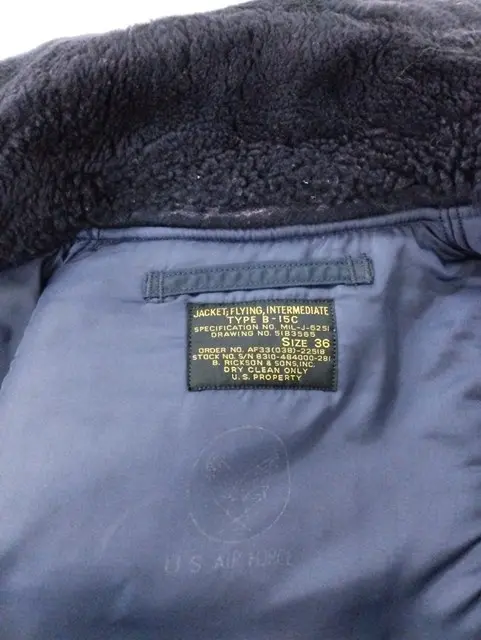 JACKET, FLYING, INTERMEDIATE
TYPE B-15C
SPECIFICATION NO. MIL-J-6251
DRAWING NO. 51B3565
SIZE 36
ORDER NO. AF33(038)-22518
STOCK NO. S/N 8310-484000-281
B. RICKSON & SONS, INC.
DRY CLEAN ONLY
U.S. PROPERTY
U S AIR FORCE